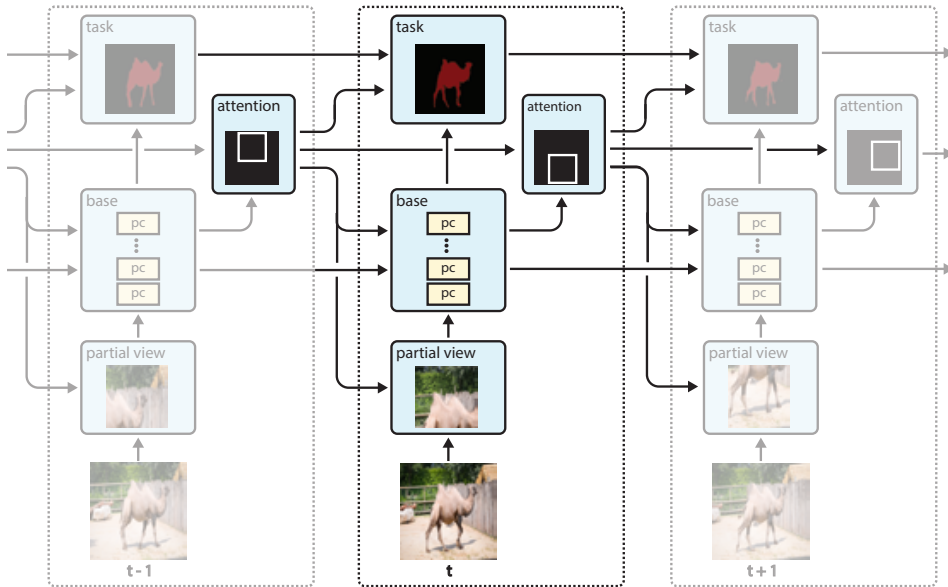 task
attention
base
pc
pc
pc
partial view
t-1
task
attention
base
pc
pc
pc
partial view
t
task
attention
base
pc
pc
pc
partial view
t+1